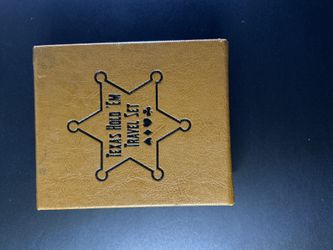 TEXAS HOLD 'EM
TRAVEL SET
♠♦♥♣